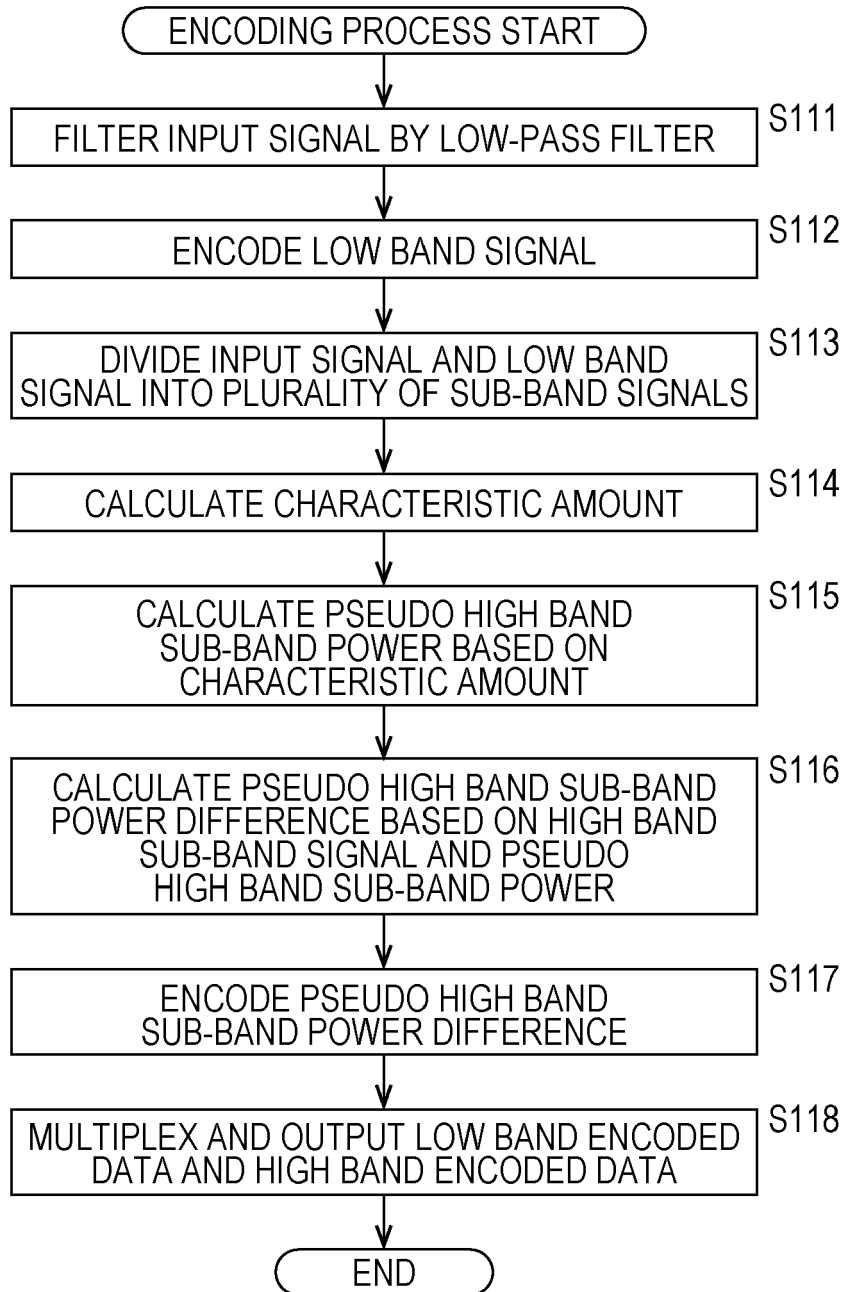 ENCODING PROCESS START
S111
FILTER INPUT SIGNAL BY LOW-PASS FILTER
S112
ENCODE LOW BAND SIGNAL
S113
DIVIDE INPUT SIGNAL AND LOW BAND
SIGNAL INTO PLURALITY OF SUB-BAND SIGNALS
S114
CALCULATE CHARACTERISTIC AMOUNT
S115
CALCULATE PSEUDO HIGH BAND
SUB-BAND POWER BASED ON
CHARACTERISTIC AMOUNT
S116
CALCULATE PSEUDO HIGH BAND SUB-BAND
POWER DIFFERENCE BASED ON HIGH BAND
SUB-BAND SIGNAL AND PSEUDO
HIGH BAND SUB-BAND POWER
S117
ENCODE PSEUDO HIGH BAND
SUB-BAND POWER DIFFERENCE
S118
MULTIPLEX AND OUTPUT LOW BAND ENCODED
DATA AND HIGH BAND ENCODED DATA
END